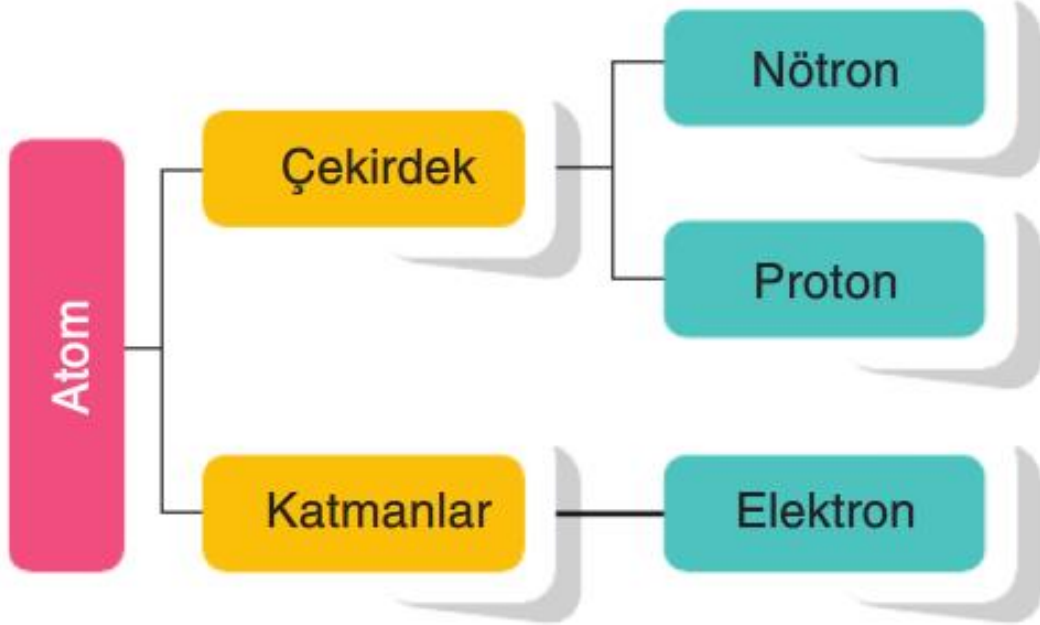 Atom
Çekirdek
Nötron
Proton
Katmanlar
Elektron